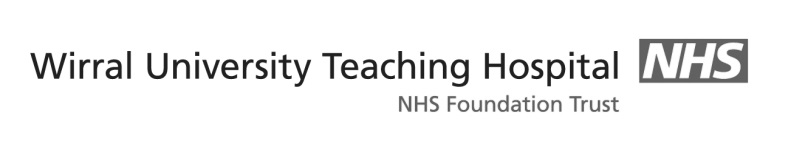 Wirral University Teaching Hospital NHS
NHS Foundation Trust